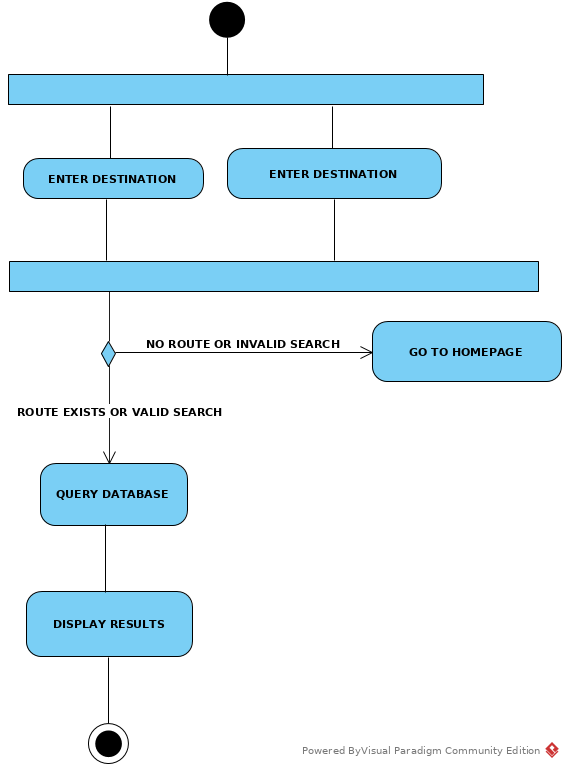 ENTER DESTINATION
ENTER DESTINATION
NO ROUTE OR INVALID SEARCH
GO TO HOMEPAGE
ROUTE EXISTS OR VALID SEARCH
QUERY DATABASE
DISPLAY RESULTS
Powered ByVisual Paradigm Community Edition